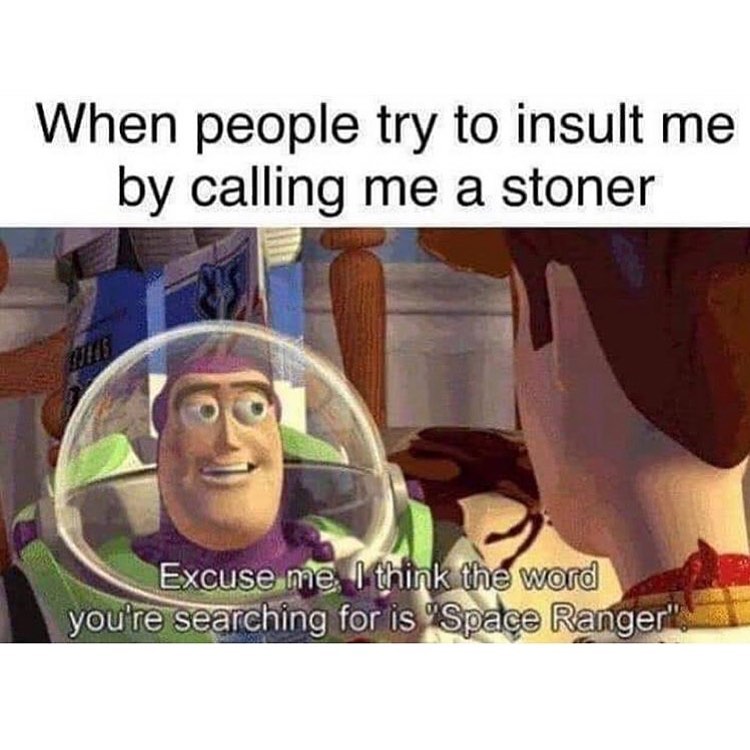 When people try to insult me
by calling me a stoner
Excuse me, I think the word
you're searching for is "Space Ranger".